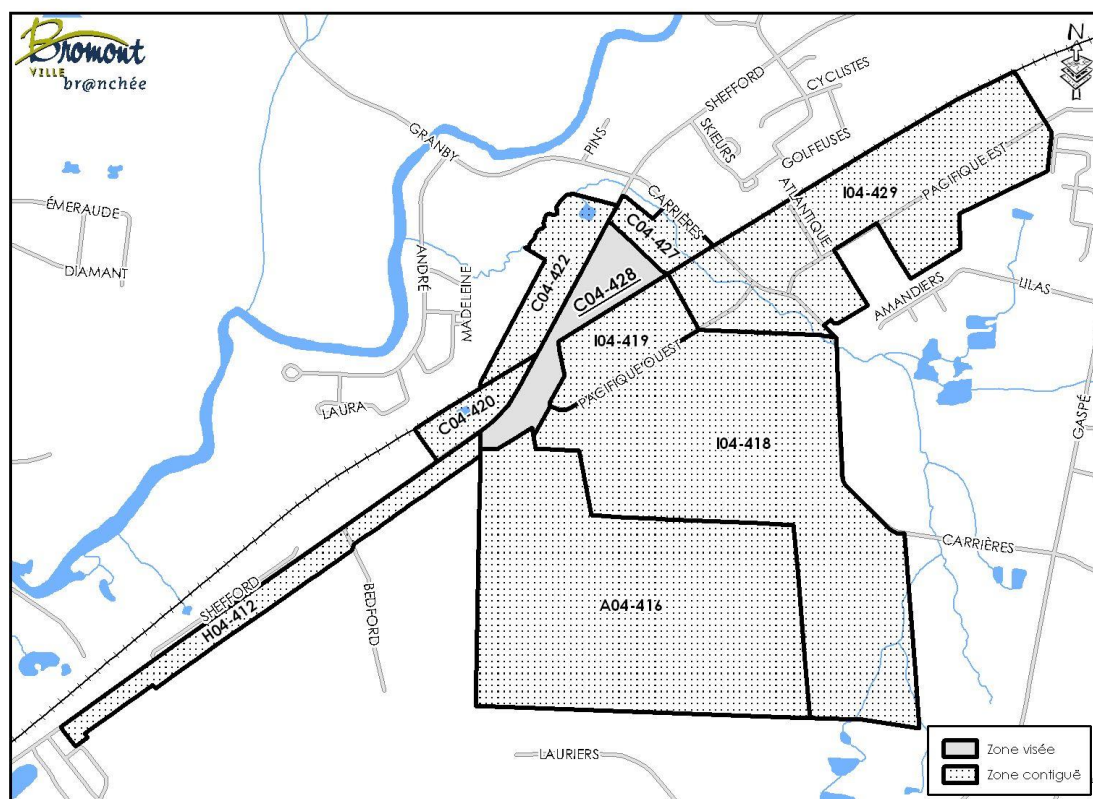 Bromont
VILLE
br@nchée
N
SHEFFORD
CYCLISTES
SKIEURS
GOLFEUSES
GRANBY
PINS
CARRIÈRES
ATLANTIQUE
I04-429
PACIFIQUE EST
ÉMERAUDE
DIAMANT
ANDRÉ
MADELEINE
C04-422
C04-427
C04-428
AMANDIERS
LILAS
I04-419
PACIFIQUE OUEST
LAURA
C04-420
I04-418
GASPÉ
CARRIÈRES
SHEFFORD
H04-412
BEDFORD
A04-416
LAURIERS
Zone visée
Zone contiguë